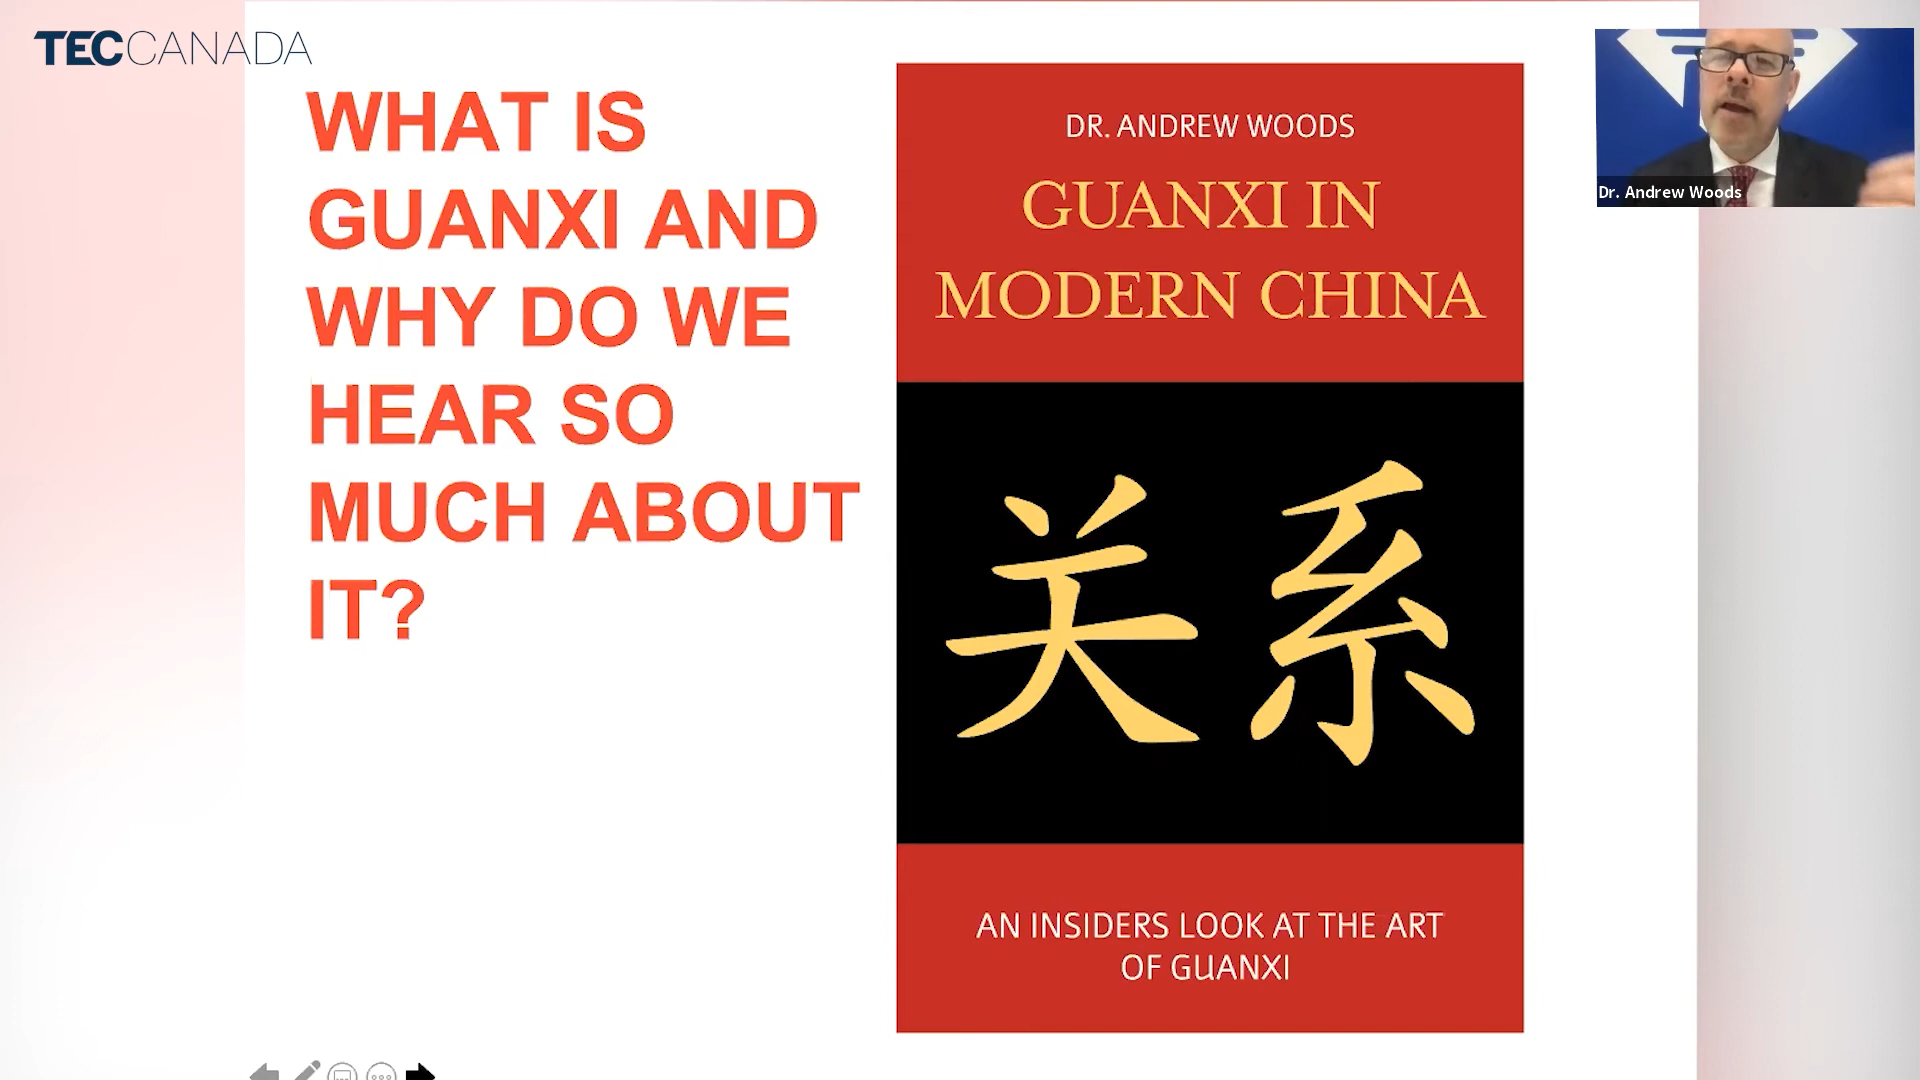 TECCANADA
WHAT IS
GUANXI AND
WHY DO WE
HEAR SO
MUCH ABOUT
IT?
DR. ANDREW WOODS
GUANXI IN
MODERN CHINA
关系
AN INSIDERS LOOK AT THE ART
OF GUANXI
Dr. Andrew Woods